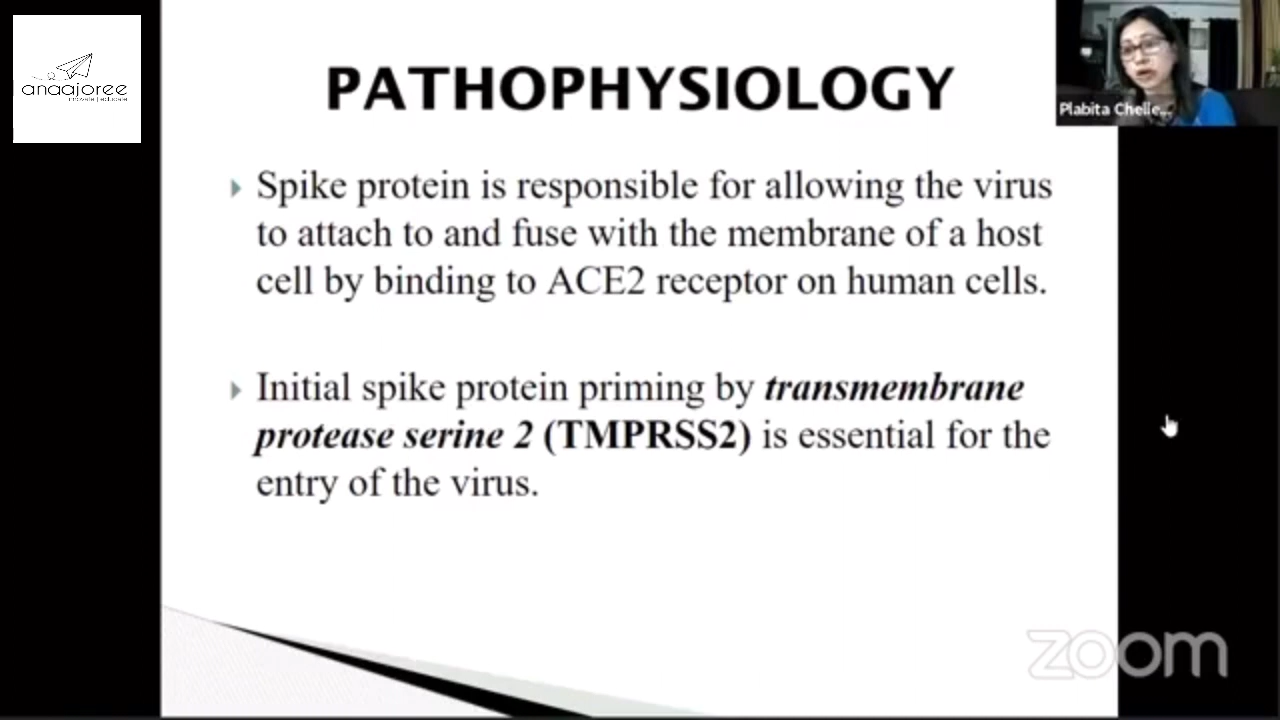 anaajoree
PATHOPHYSIOLOGY
Plabita Chelle...
Spike protein is responsible for allowing the virus
to attach to and fuse with the membrane of a host
cell by binding to ACE2 receptor on human cells.
Initial spike protein priming by transmembrane
protease serine 2 (TMPRSS2) is essential for the
entry of the virus.
zoom